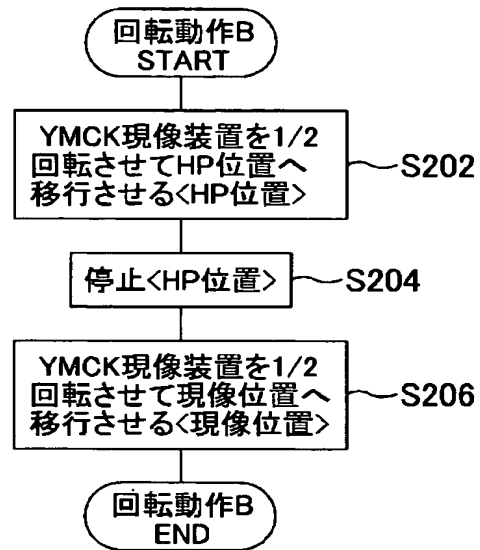 回転動作B
START
YMCK現像装置を1/2
回転させてHP位置へ
移行させる<HP位置>
S202
停止<HP位置>
S204
YMCK現像装置を1/2
回転させて現像位置へ
移行させる<現像位置>
S206
回転動作B
END